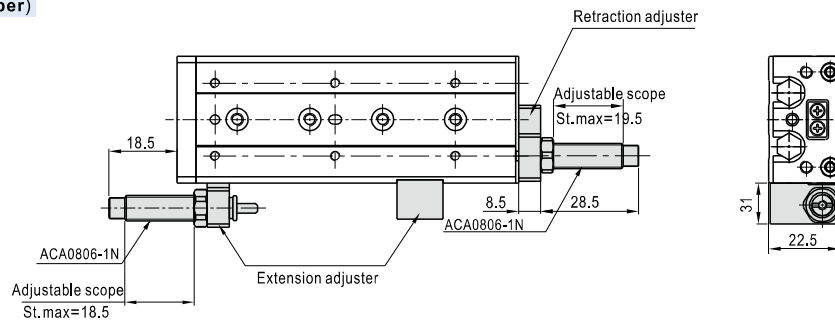 ber)
Retraction adjuster
Adjustable scope
St.max=19.5
18.5
8.5
28.5
ACA0806-1N
31
22.5
ACA0806-1N
Extension adjuster
Adjustable scope
St.max=18.5